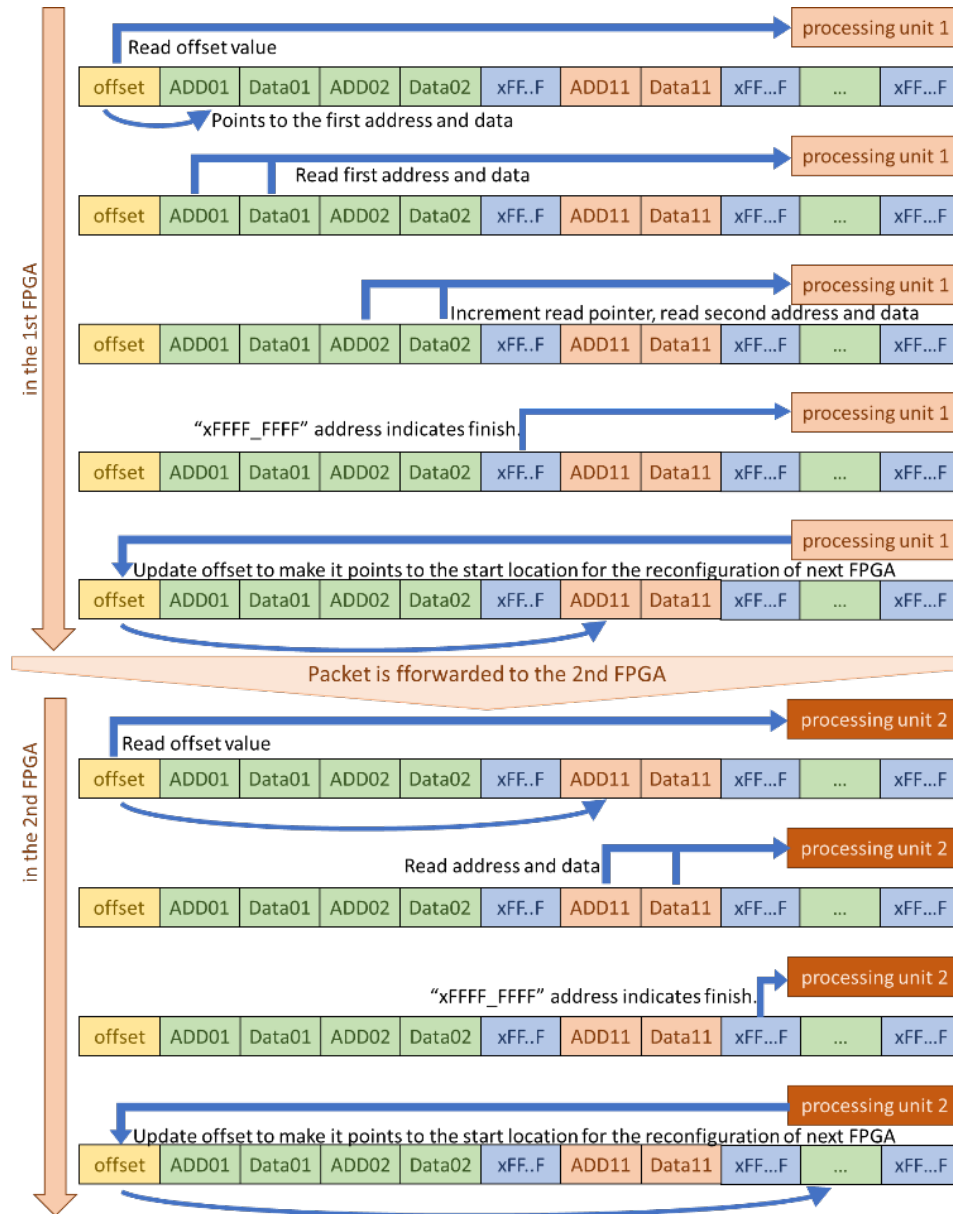 processing unit 1
Read offset value
offset ADD01 Data01 ADD02 Data02 xFF..F ADD11 Data11 xFF...F ... xFF...F
Points to the first address and data
processing unit 1
Read first address and data
offset ADD01 Data01 ADD02 Data02 xFF...F ADD11 Data11 xFF...F ... xFF...F
processing unit 1
Increment read pointer, read second address and data
offset ADD01 Data01 ADD02 Data02 xFF..F ADD11 Data11 xFF...F ... xFF...F
in the 1st FPGA
processing unit 1
“xFFFF_FFFF” address indicates finish.
offset ADD01 Data01 ADD02 Data02 xFF..F ADD11 Data11 xFF...F ... xFF...F
processing unit 1
Update offset to make it points to the start location for the reconfiguration of next FPGA
offset ADD01 Data01 ADD02 Data02 xFF..F ADD11 Data11 xFF...F ... xFF...F
Packet is fforwarded to the 2nd FPGA
processing unit 2
Read offset value
offset ADD01 Data01 ADD02 Data02 xFF..F ADD11 Data11 xFF...F ... xFF...F
in the 2nd FPGA
processing unit 2
Read address and data
offset ADD01 Data01 ADD02 Data02 xFF..F ADD11 Data11 xFF...F ... xFF...F
processing unit 2
“xFFFF_FFFF” address indicates finish.
offset ADD01 Data01 ADD02 Data02 xFF..F ADD11 Data11 xFF...F ... xFF...F
processing unit 2
Update offset to make it points to the start location for the reconfiguration of next FPGA
offset ADD01 Data01 ADD02 Data02 xFF..F ADD11 Data11 xFF...F ... xFF...F